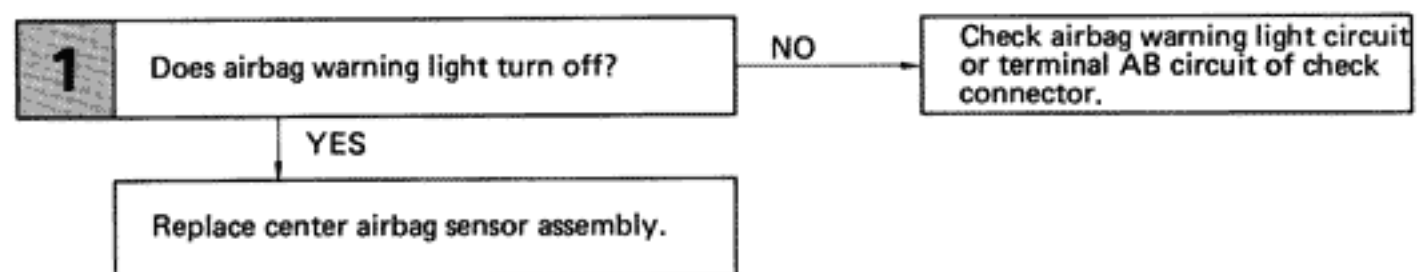 1 Does airbag warning light turn off?
NO
Check airbag warning light circuit
or terminal AB circuit of check
connector.
YES
Replace center airbag sensor assembly.